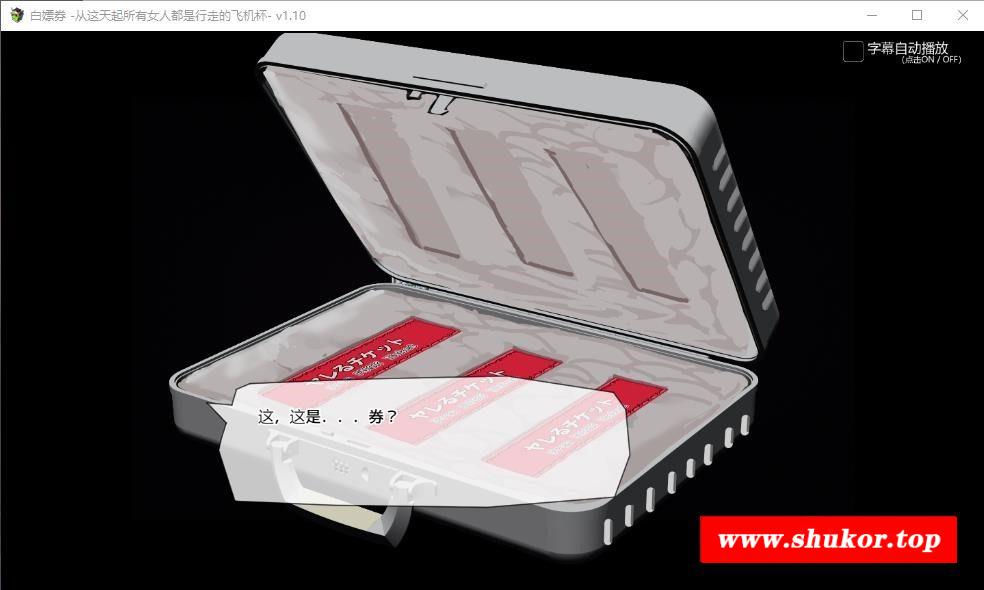 白嫖券 -从这天起所有女人都是行走的飞机杯- v1.10
字幕自动播放
(点击ON / OFF)
ヤレるチケット
ヤレるチケット
ヤレるチケット
这，这是．．．券？
www.shukor.top